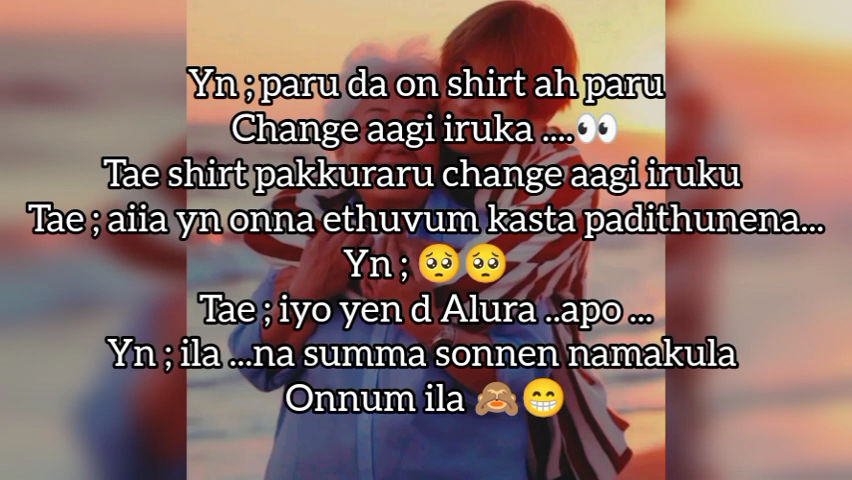 Yn ; paru da on shirt ah paru
Change aagi iruka ....👀
Tae shirt pakkuraru change aagi iruku
Tae ; aiia yn onna ethuvum kasta padithunena...
Yn ; 🥺🥺
Tae ; iyo yen d Alura ..apo ...
Yn ; ila ...na summa sonnen namakula
Onnum ila 🙈😁